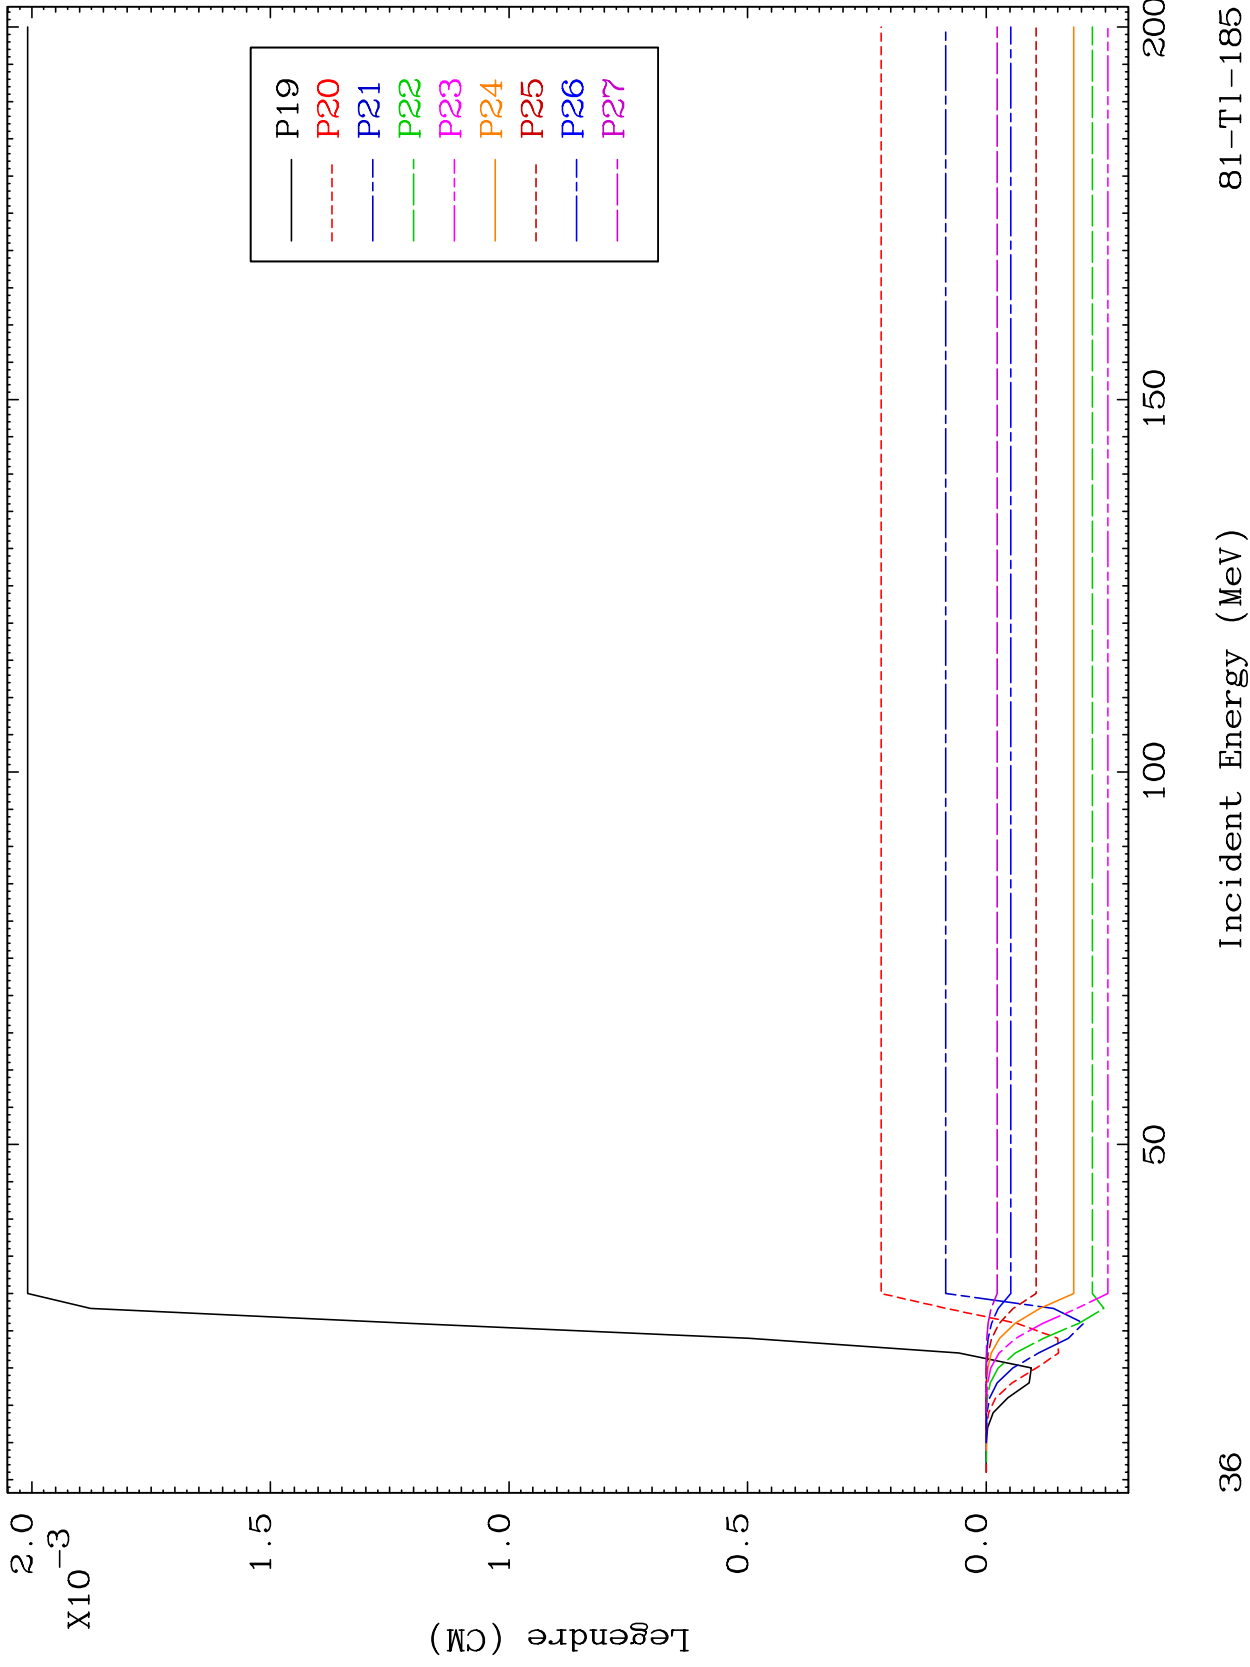 2.0
X10⁻³
1.5
1.0
0.5
0.0
Legendre (CM)
P19
P20
P21
P22
P23
P24
P25
P26
P27
50
100
150
200
36
Incident Energy (MeV)
81-Tl-185